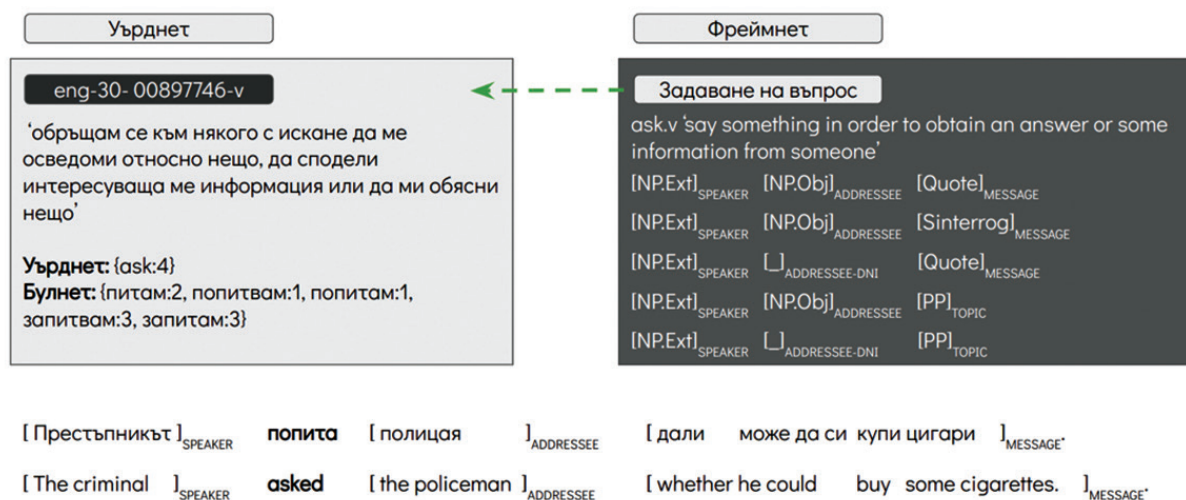 Уърднет
Фреймнет
eng-30- 00897746-v
‘обръщам се към някого с искане да ме
осведоми относно нещо, да сподели
интересуваща ме информация или да ми обясни
нещо’
Уърднет: {ask:4}
Булнет: {питам:2, попитвам:1, попитам:1,
запитвам:3, запитам:3}
Задаване на въпрос
ask.v ‘say something in order to obtain an answer or some
information from someone’
[NP.Ext]SPEAKER [NP.Obj]ADDRESSEE [Quote]MESSAGE
[NP.Ext]SPEAKER [NP.Obj]ADDRESSEE [Sinterrog]MESSAGE
[NP.Ext]SPEAKER [_]ADDRESSEE-DNI [Quote]MESSAGE
[NP.Ext]SPEAKER [NP.Obj]ADDRESSEE [PP]TOPIC
[NP.Ext]SPEAKER [_]ADDRESSEE-DNI [PP]TOPIC
[ Престъпникът ]SPEAKER попита [ полицая ]ADDRESSEE [ дали може да си купи цигари ]MESSAGE.
[ The criminal ]SPEAKER asked [ the policeman ]ADDRESSEE [ whether he could buy some cigarettes. ]MESSAGE.